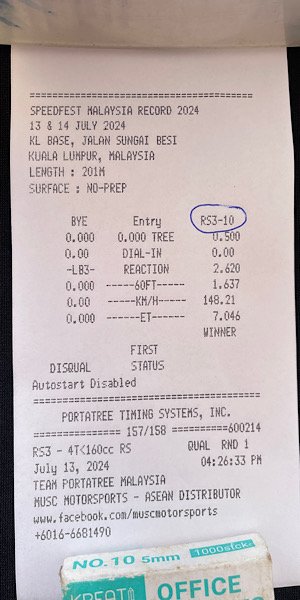 =======================================
SPEEDFEST MALAYSIA RECORD 2024
13 & 14 JULY 2024
KL BASE, JALAN SUNGAI BESI
KUALA LUMPUR, MALAYSIA
LENGTH : 201M
SURFACE : NO-PREP
BYE Entry RS3-10
0.000 0.000 TREE 0.500
0.00 DIAL-IN 0.00
-LB3- REACTION 2.620
0.000 ------60FT----- 1.637
0.00 -----KM/H----- 148.21
0.000 ------ET----- 7.046
WINNER
FIRST
DISQUAL STATUS
Autostart Disabled
=======================================
PORTATREE TIMING SYSTEMS, INC.
=============== 157/158 ==========600214
RS3 - 4TK160cc RS QUAL RND 1
July 13, 2024 04:26:33 PM
TEAM PORTATREE MALAYSIA
MUSC MOTORSPORTS - ASEAN DISTRIBUTOR
www.facebook.com/muscmotorsports
+6016-6681490
NO.10 5mm 1000stcks
OFFICE